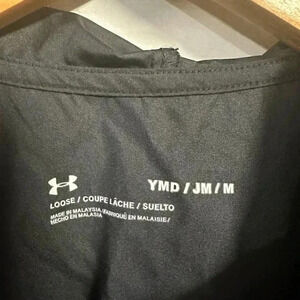 YMD / JM / M
LOOSE / COUPE LÂCHE / SUELTO
MADE IN MALAYSIA/FABRIQUÉ EN MALAISIE/
HECHO EN MALASIA